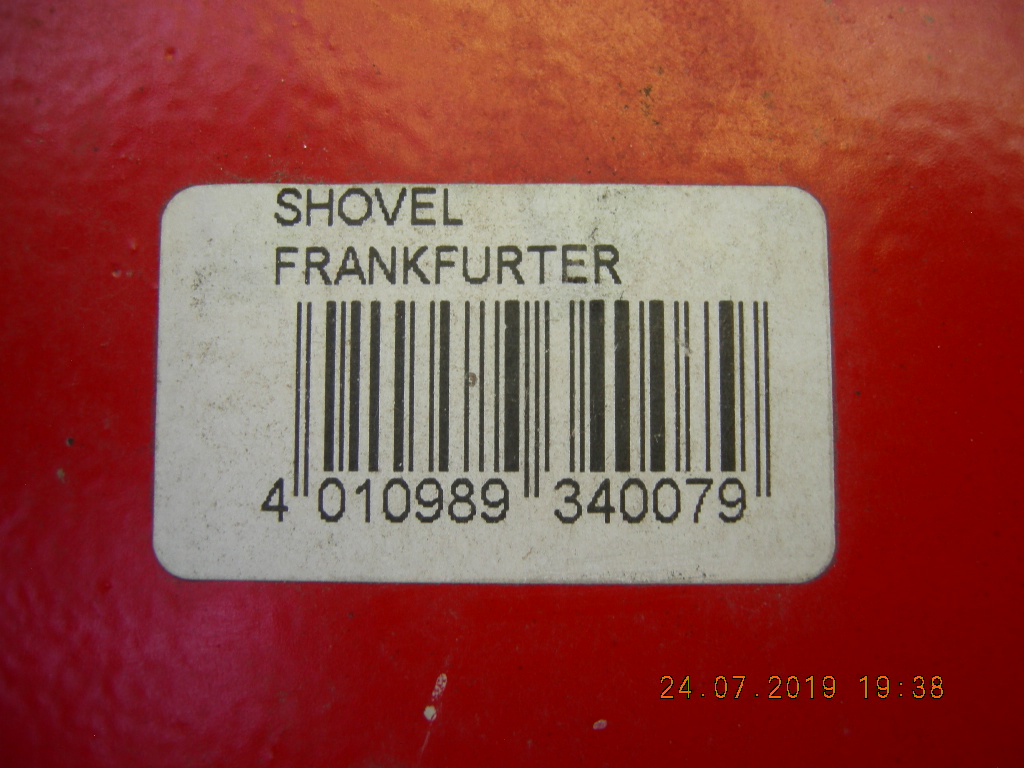 SHOVEL
FRANKFURTER
4 010989 340079
24.07.2019 19:38